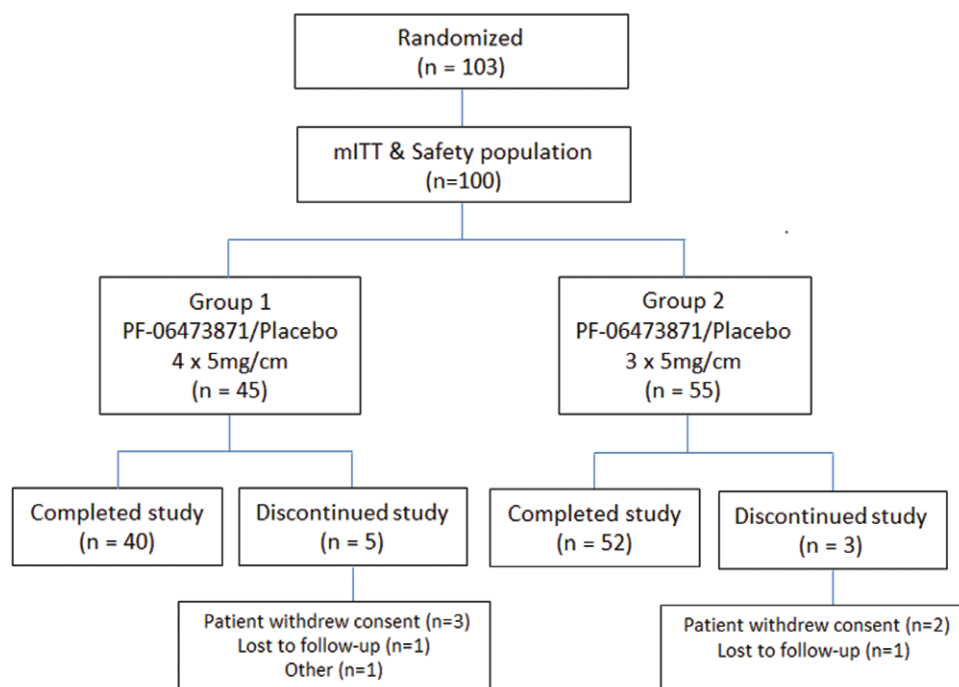 Randomized
(n = 103)
mITT & Safety population
(n=100)
Group 1
PF-06473871/Placebo
4 x 5mg/cm
(n = 45)
Group 2
PF-06473871/Placebo
3 x 5mg/cm
(n = 55)
Completed study
(n = 40)
Discontinued study
(n = 5)
Completed study
(n = 52)
Discontinued study
(n = 3)
Patient withdrew consent (n=3)
Lost to follow-up (n=1)
Other (n=1)
Patient withdrew consent (n=2)
Lost to follow-up (n=1)